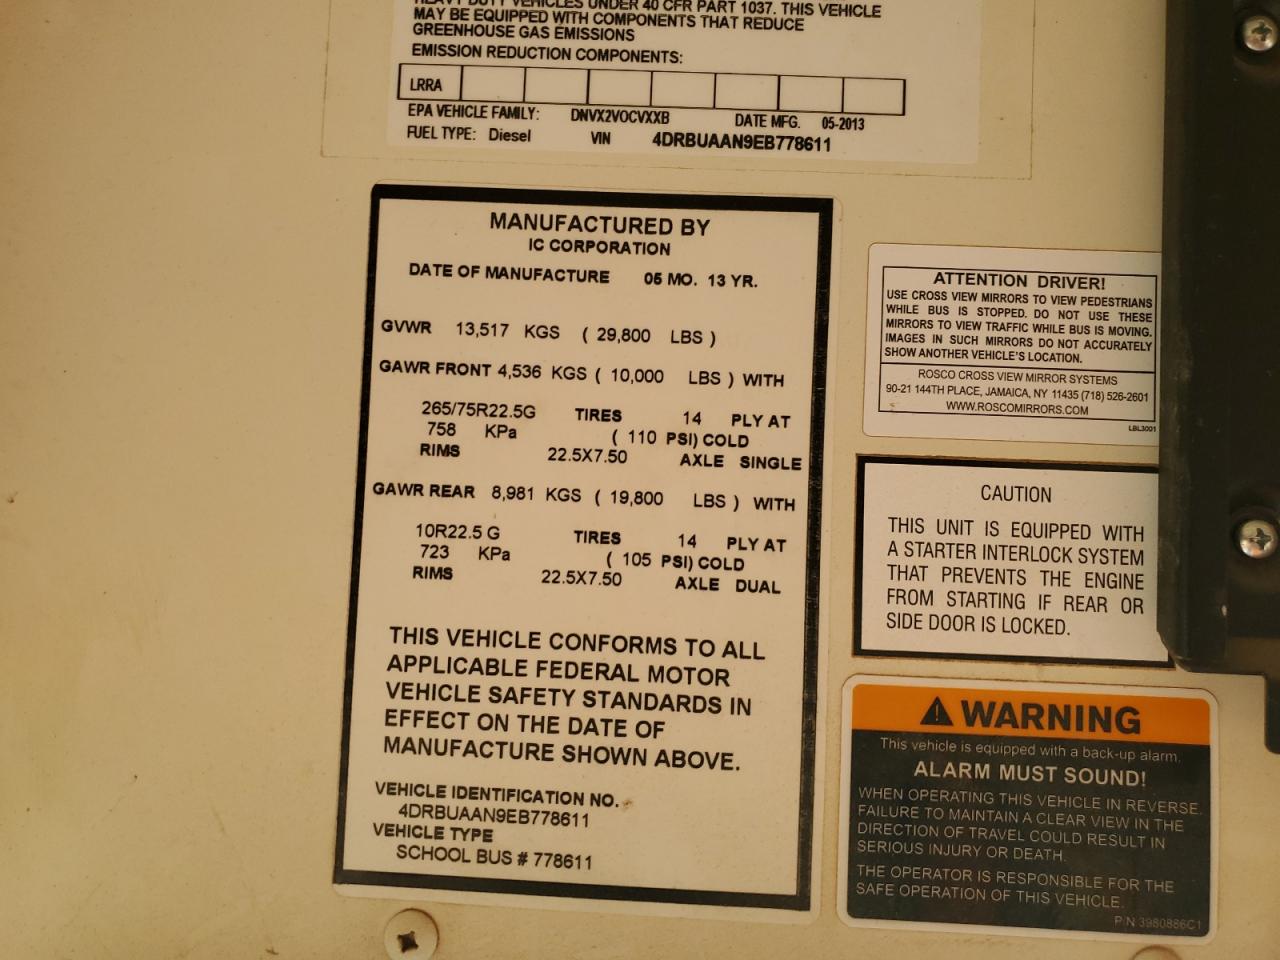 HEAVY DUTY VEHICLES UNDER 40 CFR PART 1037. THIS VEHICLE
MAY BE EQUIPPED WITH COMPONENTS THAT REDUCE
GREENHOUSE GAS EMISSIONS
EMISSION REDUCTION COMPONENTS:
LRRA
EPA VEHICLE FAMILY: DNVX2VOCVXXB DATE MFG. 05-2013
FUEL TYPE: Diesel VIN 4DRBUAAN9EB778611
MANUFACTURED BY
IC CORPORATION
DATE OF MANUFACTURE 05 MO. 13 YR.
GVWR 13,517 KGS ( 29,800 LBS )
GAWR FRONT 4,536 KGS ( 10,000 LBS ) WITH
265/75R22.5G TIRES 14 PLY AT
758 KPa ( 110 PSI) COLD
RIMS 22.5X7.50 AXLE SINGLE
GAWR REAR 8,981 KGS ( 19,800 LBS ) WITH
10R22.5 G TIRES 14 PLY AT
723 KPa ( 105 PSI) COLD
RIMS 22.5X7.50 AXLE DUAL
THIS VEHICLE CONFORMS TO ALL
APPLICABLE FEDERAL MOTOR
VEHICLE SAFETY STANDARDS IN
EFFECT ON THE DATE OF
MANUFACTURE SHOWN ABOVE.
VEHICLE IDENTIFICATION NO.
4DRBUAAN9EB778611
VEHICLE TYPE
SCHOOL BUS # 778611
ATTENTION DRIVER!
USE CROSS VIEW MIRRORS TO VIEW PEDESTRIANS
WHILE BUS IS STOPPED. DO NOT USE THESE
MIRRORS TO VIEW TRAFFIC WHILE BUS IS MOVING.
IMAGES IN SUCH MIRRORS DO NOT ACCURATELY
SHOW ANOTHER VEHICLE'S LOCATION.
ROSCO CROSS VIEW MIRROR SYSTEMS
90-21 144TH PLACE, JAMAICA, NY 11435 (718) 526-2601
WWW.ROSCOMIRRORS.COM
LBL3001
CAUTION
THIS UNIT IS EQUIPPED WITH
A STARTER INTERLOCK SYSTEM
THAT PREVENTS THE ENGINE
FROM STARTING IF REAR OR
SIDE DOOR IS LOCKED.
WARNING
This vehicle is equipped with a back-up alarm.
ALARM MUST SOUND!
WHEN OPERATING THIS VEHICLE IN REVERSE.
FAILURE TO MAINTAIN A CLEAR VIEW IN THE
DIRECTION OF TRAVEL COULD RESULT IN
SERIOUS INJURY OR DEATH.
THE OPERATOR IS RESPONSIBLE FOR THE
SAFE OPERATION OF THIS VEHICLE.
P/N 3980886C1